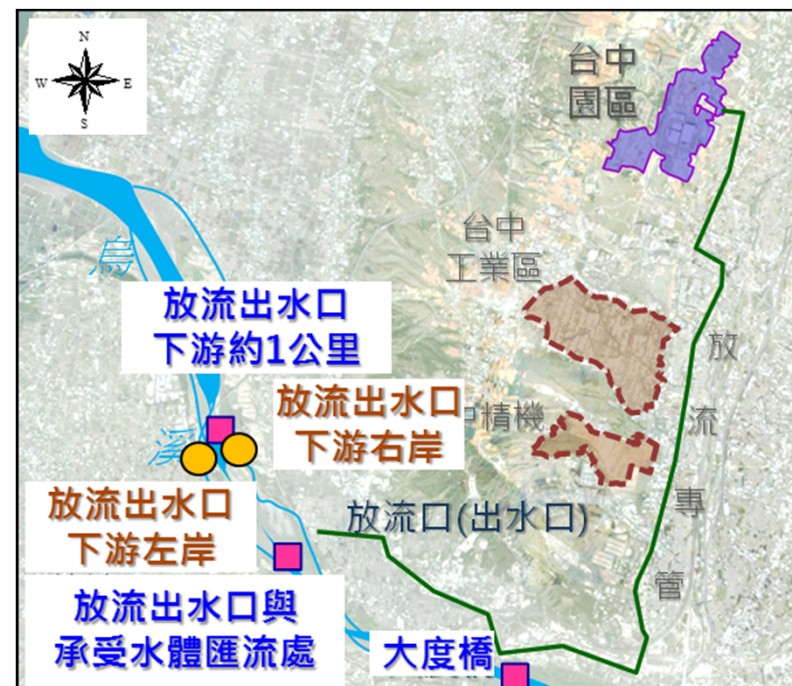 N
W
E
S
台中
園區
台中
工業區
烏
溪
放流出水口
下游約1公里
放流出水口
下游右岸
中精機
放流出水口
下游左岸
放流口(出水口)
放
流
專
管
放流出水口與
承受水體匯流處
大度橋